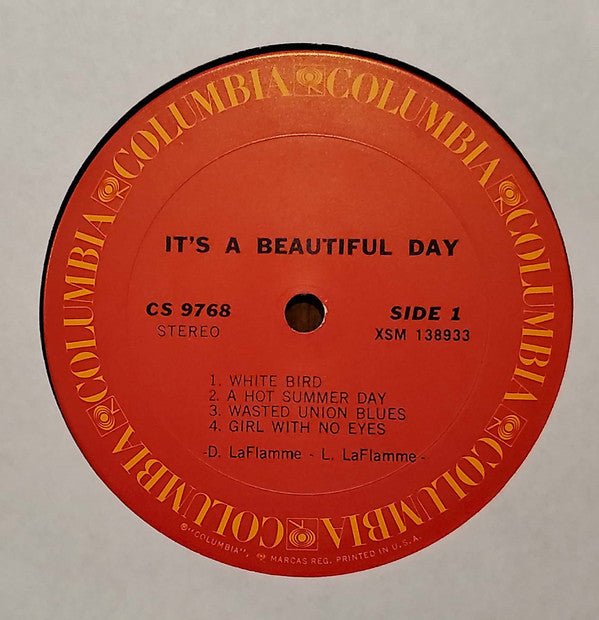 COLUMBIA COLUMBIA COLUMBIA COLUMBIA COLUMBIA COLUMBIA
IT'S A BEAUTIFUL DAY
CS 9768
STEREO
SIDE 1
XSM 138933
1. WHITE BIRD
2. A HOT SUMMER DAY
3. WASTED UNION BLUES
4. GIRL WITH NO EYES
-D. LaFlamme - L. LaFlamme-
®"COLUMBIA", MARCAS REG. PRINTED IN U.S.A.